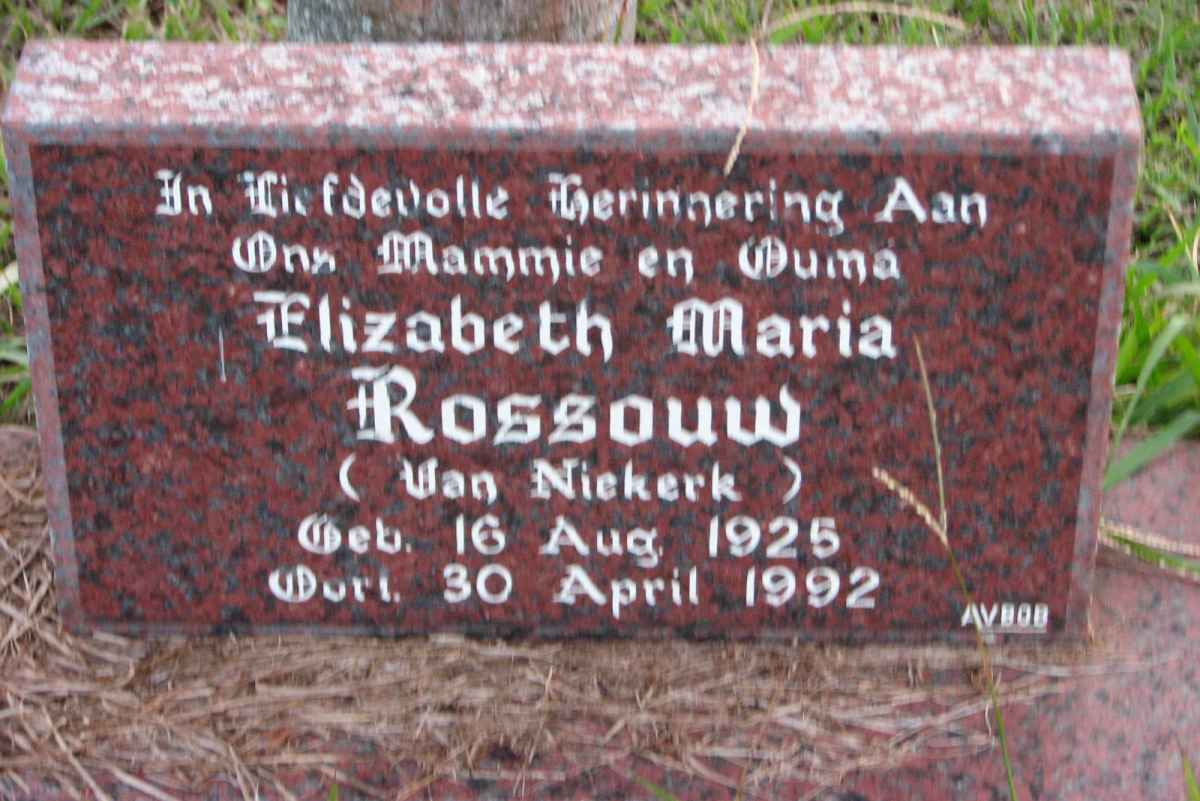 In Liefdevolle Herinnering Aan
Ons Mammie en Ouma
Elizabeth Maria
Rossouw
( Van Niekerk )
Geb. 16 Aug. 1925
Oorl. 30 April 1992
AVBOB